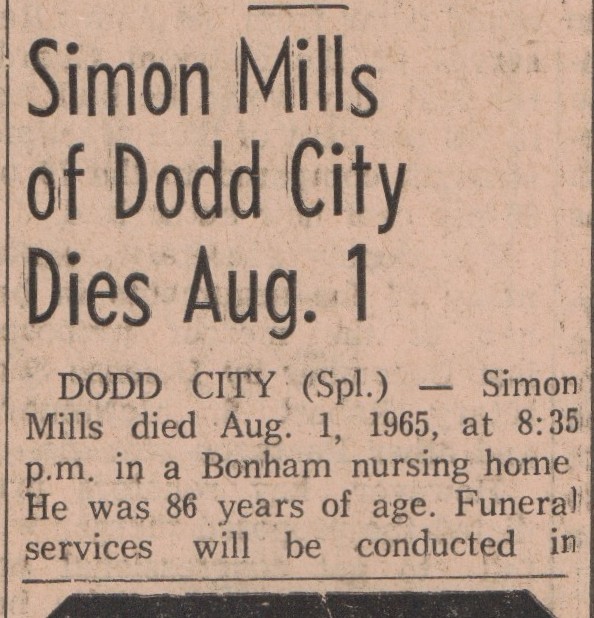 Simon Mills
of Dodd City
Dies Aug. 1
DODD CITY (Spl.) — Simon
Mills died Aug. 1, 1965, at 8:35
p.m. in a Bonham nursing home
He was 86 years of age. Funeral
services will be conducted in